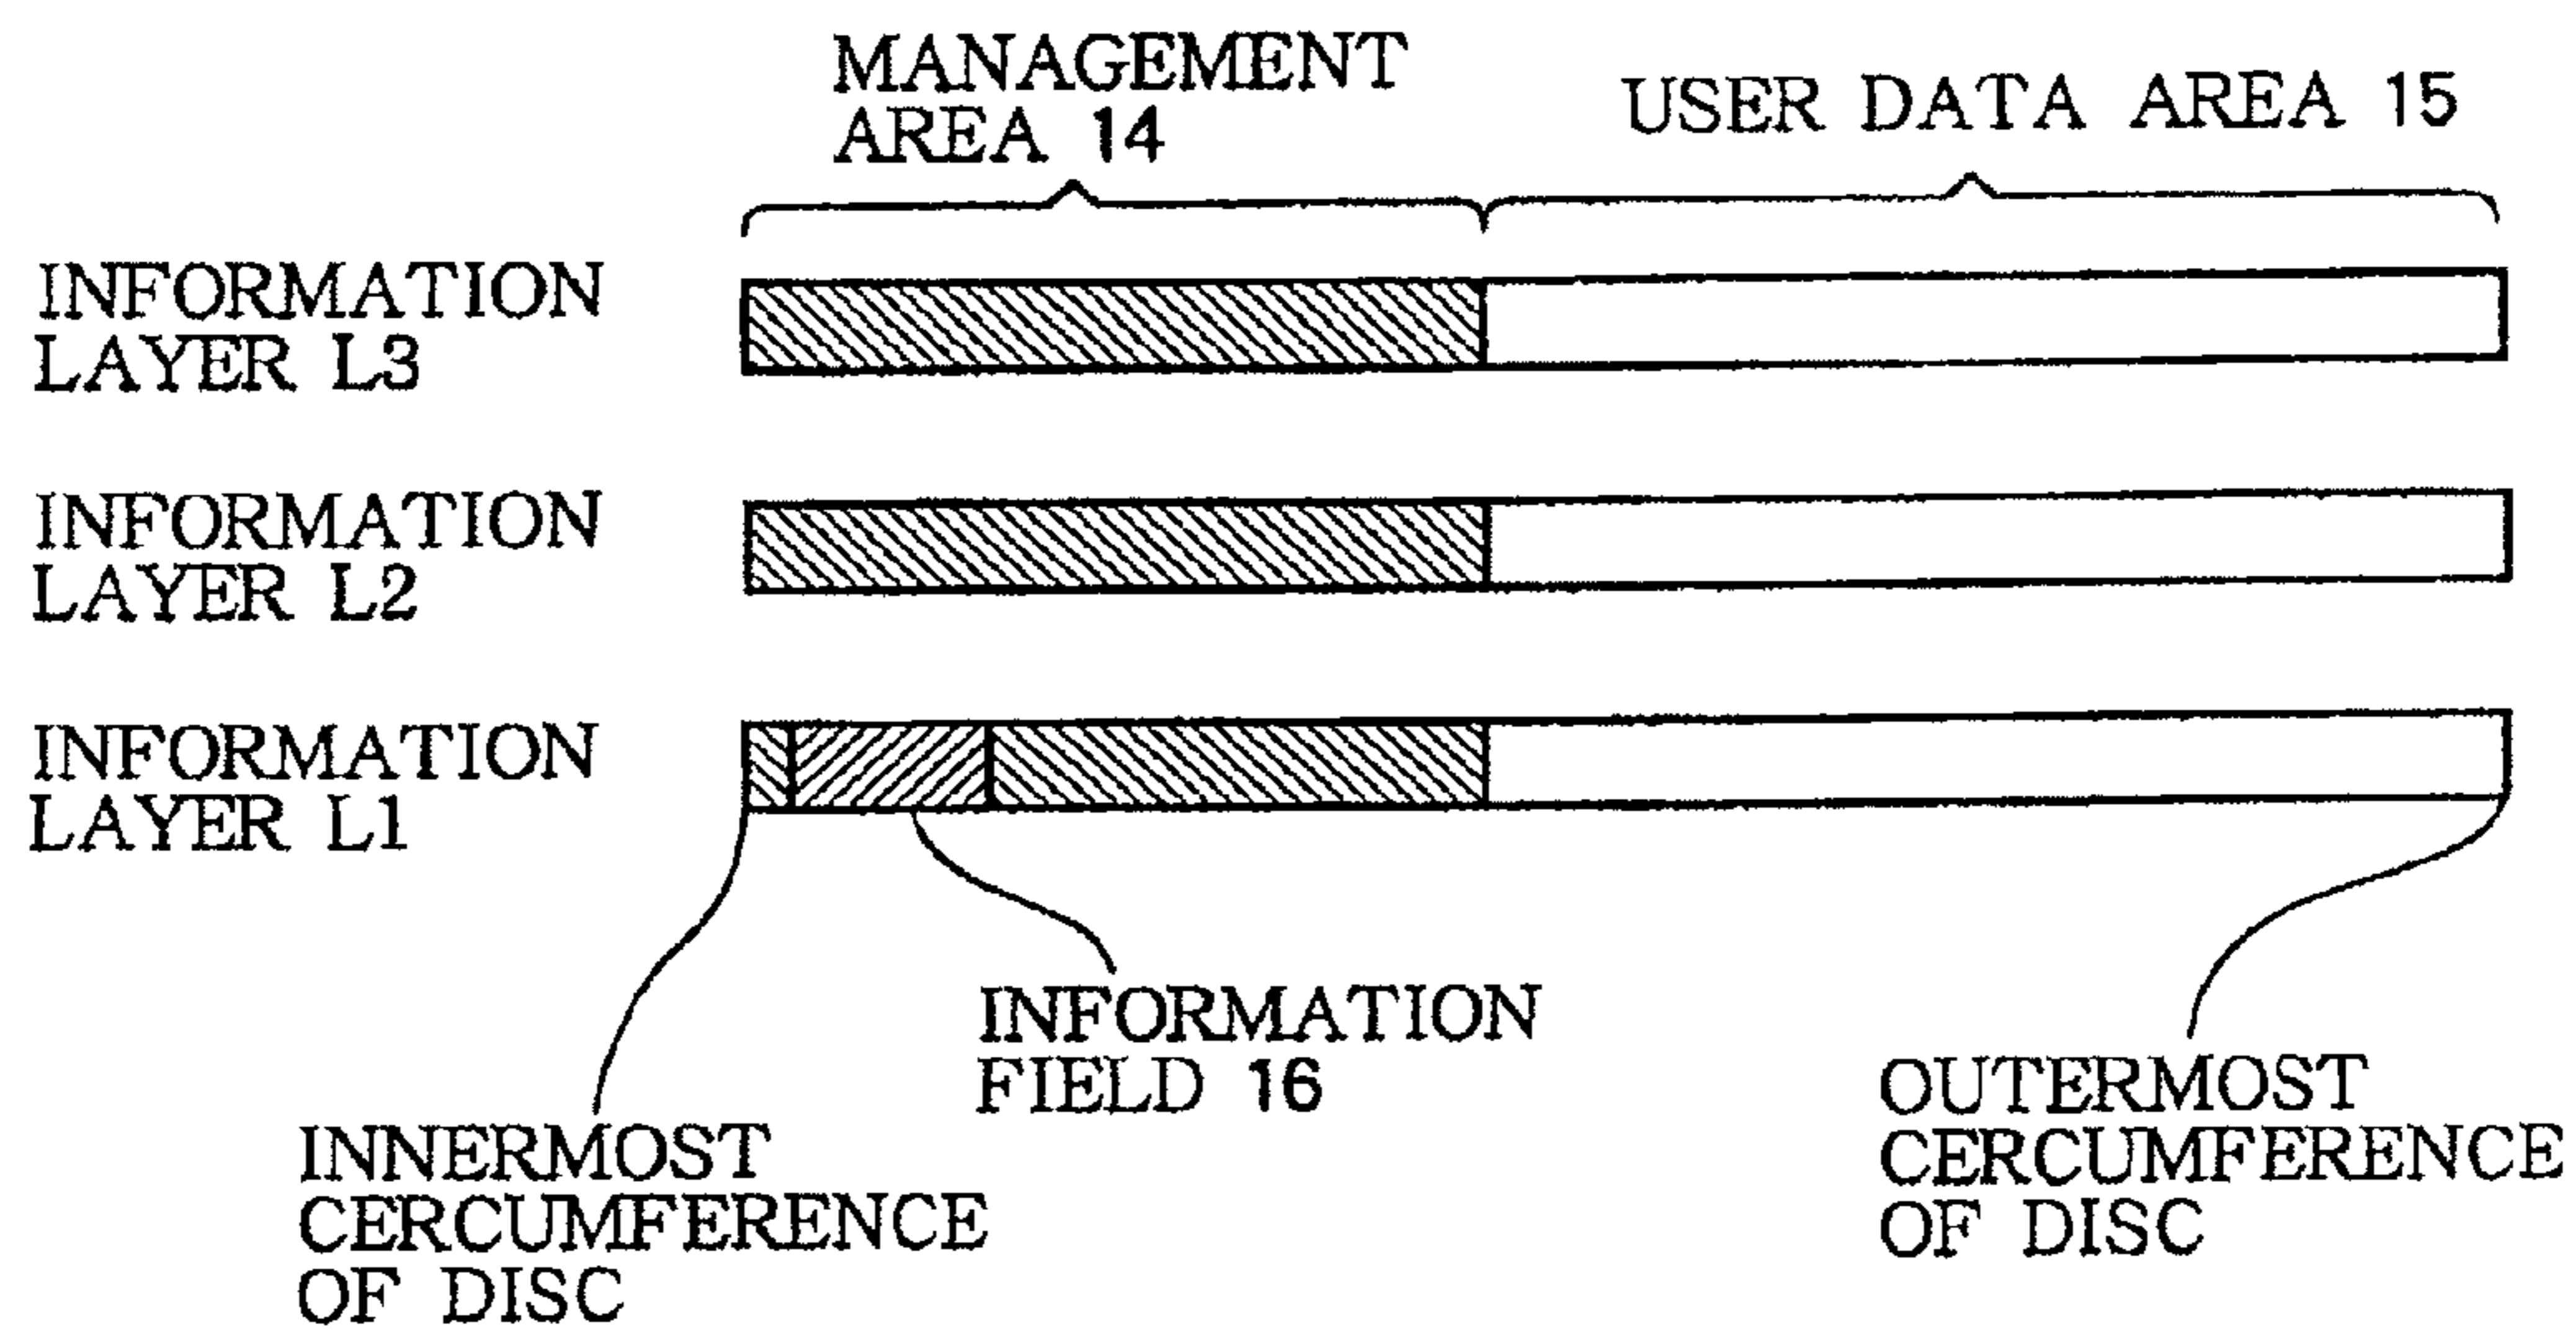 MANAGEMENT
AREA 14
USER DATA AREA 15
INFORMATION
LAYER L3
INFORMATION
LAYER L2
INFORMATION
LAYER L1
INFORMATION
FIELD 16
INNERMOST
CERCUMFERENCE
OF DISC
OUTERMOST
CERCUMFERENCE
OF DISC